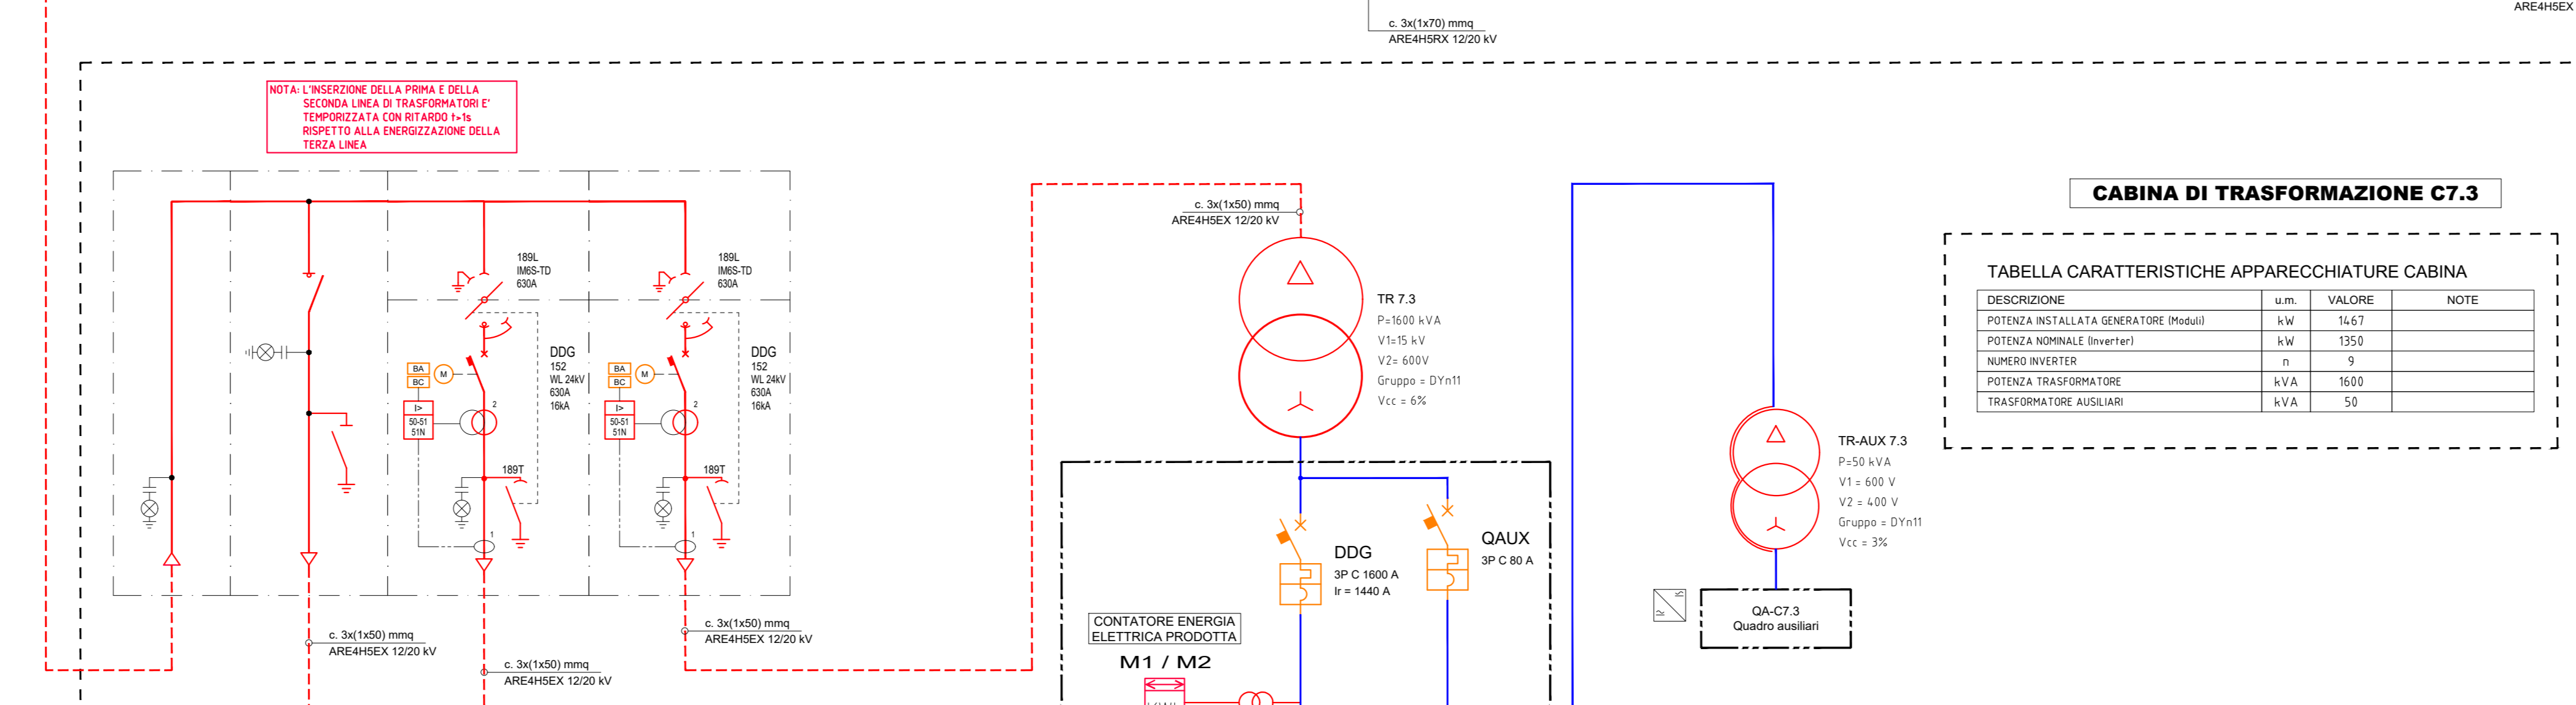 c. 3x(1x70) mmq
ARE4H5RX 12/20 kV
ARE4H5EX
NOTA: L'INSERZIONE DELLA PRIMA E DELLA
SECONDA LINEA DI TRASFORMATORI E'
TEMPORIZZATA CON RITARDO t>1s
RISPETTO ALLA ENERGIZZAZIONE DELLA
TERZA LINEA
189L
IM6S-TD
630A
DDG
152
WL 24kV
630A
16kA
BA
BC
M
I>
50-51
51N
2
189T
1
189L
IM6S-TD
630A
DDG
152
WL 24kV
630A
16kA
BA
BC
M
I>
50-51
51N
2
189T
1
c. 3x(1x50) mmq
ARE4H5EX 12/20 kV
c. 3x(1x50) mmq
ARE4H5EX 12/20 kV
c. 3x(1x50) mmq
ARE4H5EX 12/20 kV
c. 3x(1x50) mmq
ARE4H5EX 12/20 kV
TR 7.3
P=1600 kVA
V1=15 kV
V2= 600V
Gruppo = DYn11
Vcc = 6%
DDG
3P C 1600 A
Ir = 1440 A
QAUX
3P C 80 A
CONTATORE ENERGIA
ELETTRICA PRODOTTA
M1 / M2
TR-AUX 7.3
P=50 kVA
V1 = 600 V
V2 = 400 V
Gruppo = DYn11
Vcc = 3%
QA-C7.3
Quadro ausiliari
CABINA DI TRASFORMAZIONE C7.3
TABELLA CARATTERISTICHE APPARECCHIATURE CABINA
DESCRIZIONE u.m. VALORE NOTE
POTENZA INSTALLATA GENERATORE (Moduli) kW 1467
POTENZA NOMINALE (Inverter) kW 1350
NUMERO INVERTER n 9
POTENZA TRASFORMATORE kVA 1600
TRASFORMATORE AUSILIARI kVA 50